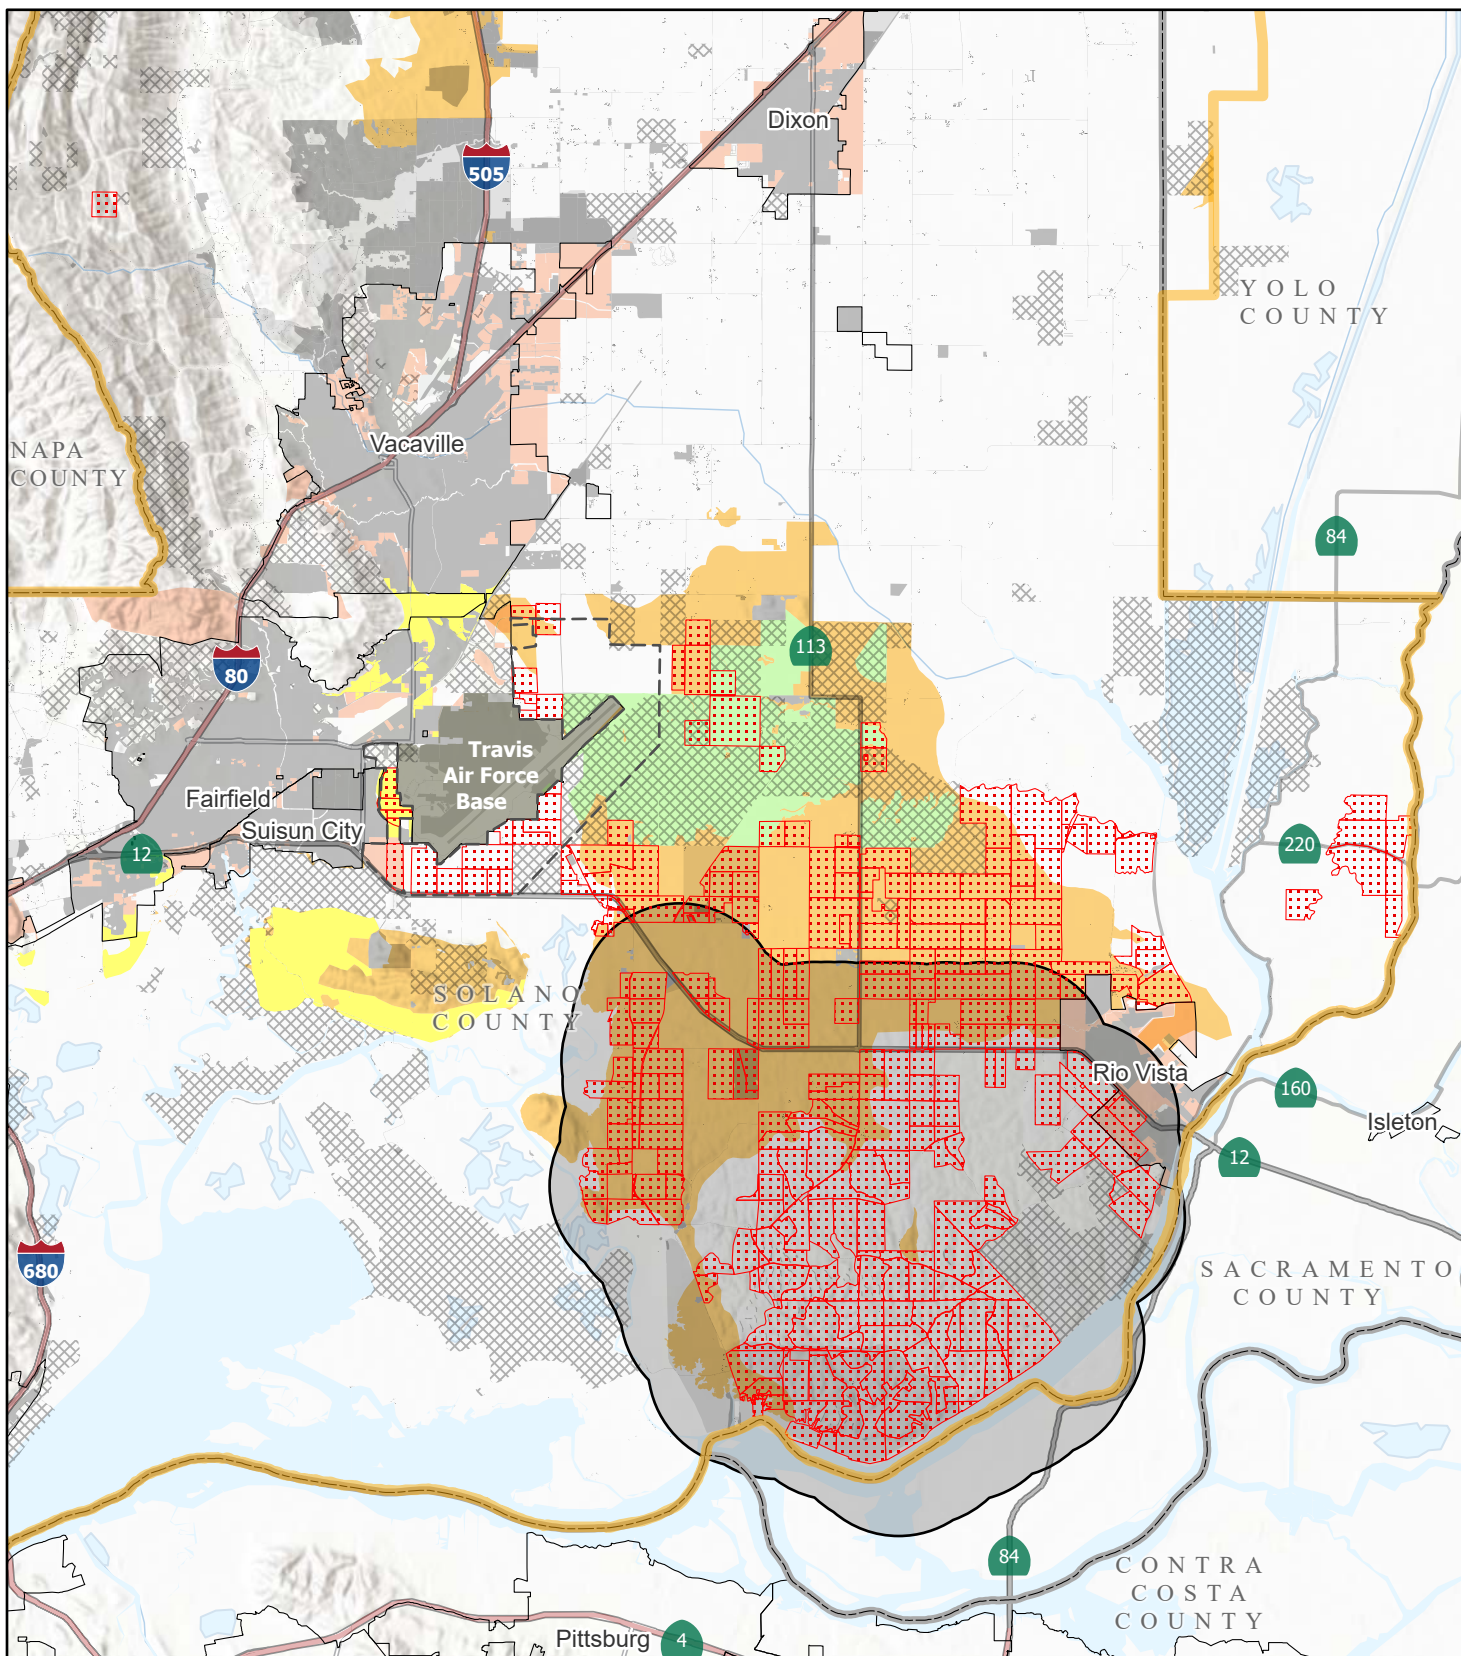 Dixon
505
YOLO
COUNTY
NAPA
COUNTY
Vacaville
84
113
80
Travis
Air Force
Base
Fairfield
Suisun City
12
220
SOLANO
COUNTY
Rio Vista
160
Isleton
12
680
SACRAMENTO
COUNTY
84
CONTRA
COSTA
COUNTY
Pittsburg
4